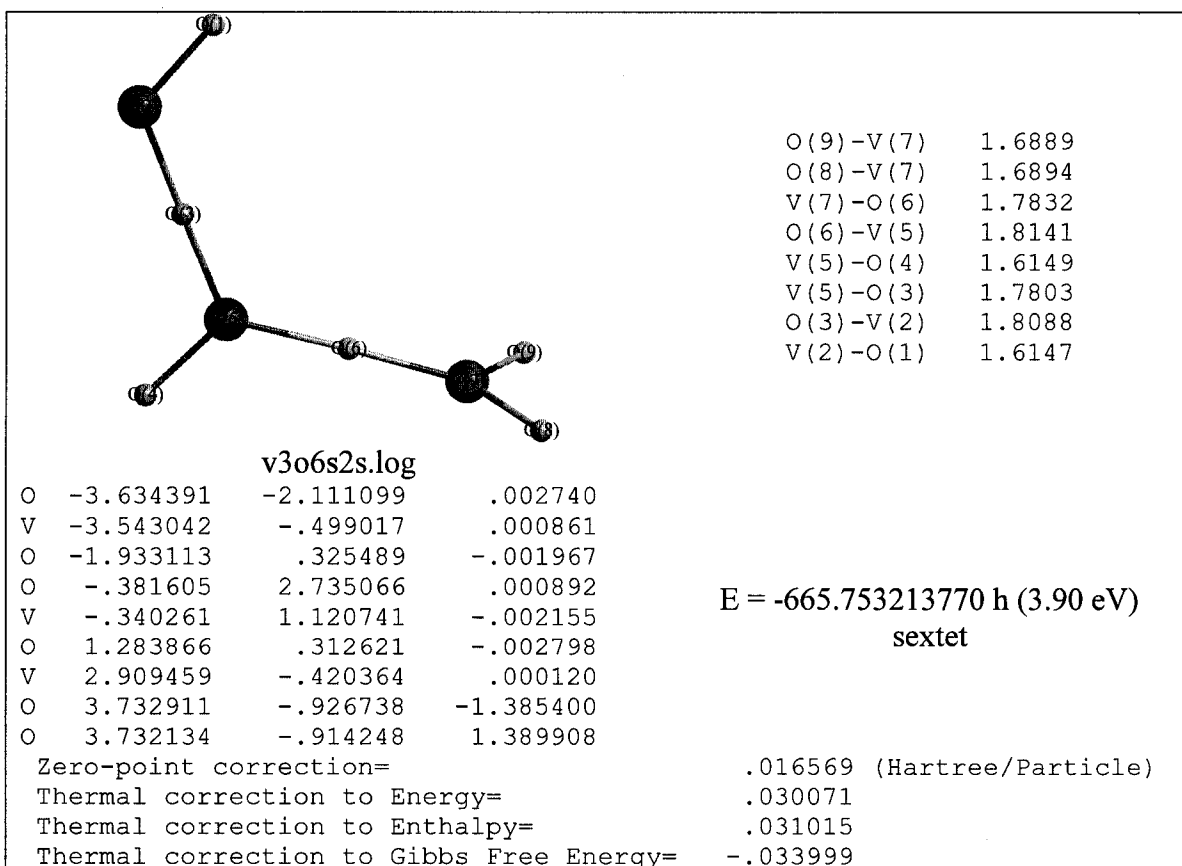 O(9)-V(7) 1.6889
O(8)-V(7) 1.6894
V(7)-O(6) 1.7832
O(6)-V(5) 1.8141
V(5)-O(4) 1.6149
V(5)-O(3) 1.7803
O(3)-V(2) 1.8088
V(2)-O(1) 1.6147
v3o6s2s.log
O -3.634391 -2.111099 .002740
V -3.543042 -.499017 .000861
O -1.933113 .325489 -.001967
O -.381605 2.735066 .000892
V -.340261 1.120741 -.002155
O 1.283866 .312621 -.002798
V 2.909459 -.420364 .000120
O 3.732911 -.926738 -1.385400
O 3.732134 -.914248 1.389908
E = -665.753213770 h (3.90 eV)
sextet
Zero-point correction= .016569 (Hartree/Particle)
Thermal correction to Energy= .030071
Thermal correction to Enthalpy= .031015
Thermal correction to Gibbs Free Energy= -.033999